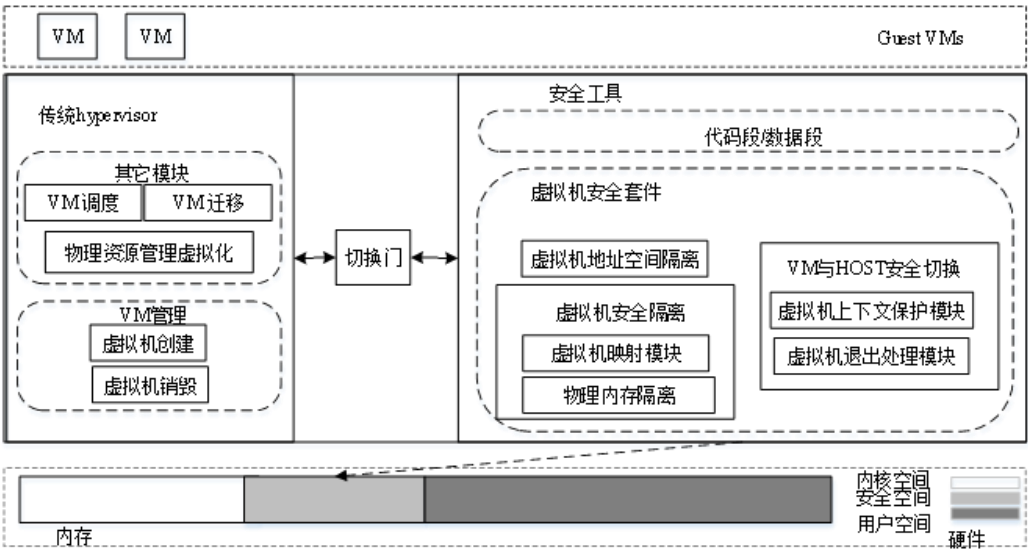 VM
VM
Guest VMs
传统hypervisor
其它模块
VM调度
VM迁移
物理资源管理虚拟化
VM管理
虚拟机创建
虚拟机销毁
切换门
安全工具
代码段/数据段
虚拟机安全套件
虚拟机地址空间隔离
虚拟机安全隔离
虚拟机映射模块
物理内存隔离
VM与HOST安全切换
虚拟机上下文保护模块
虚拟机退出处理模块
内存
内核空间
安全空间
用户空间
硬件